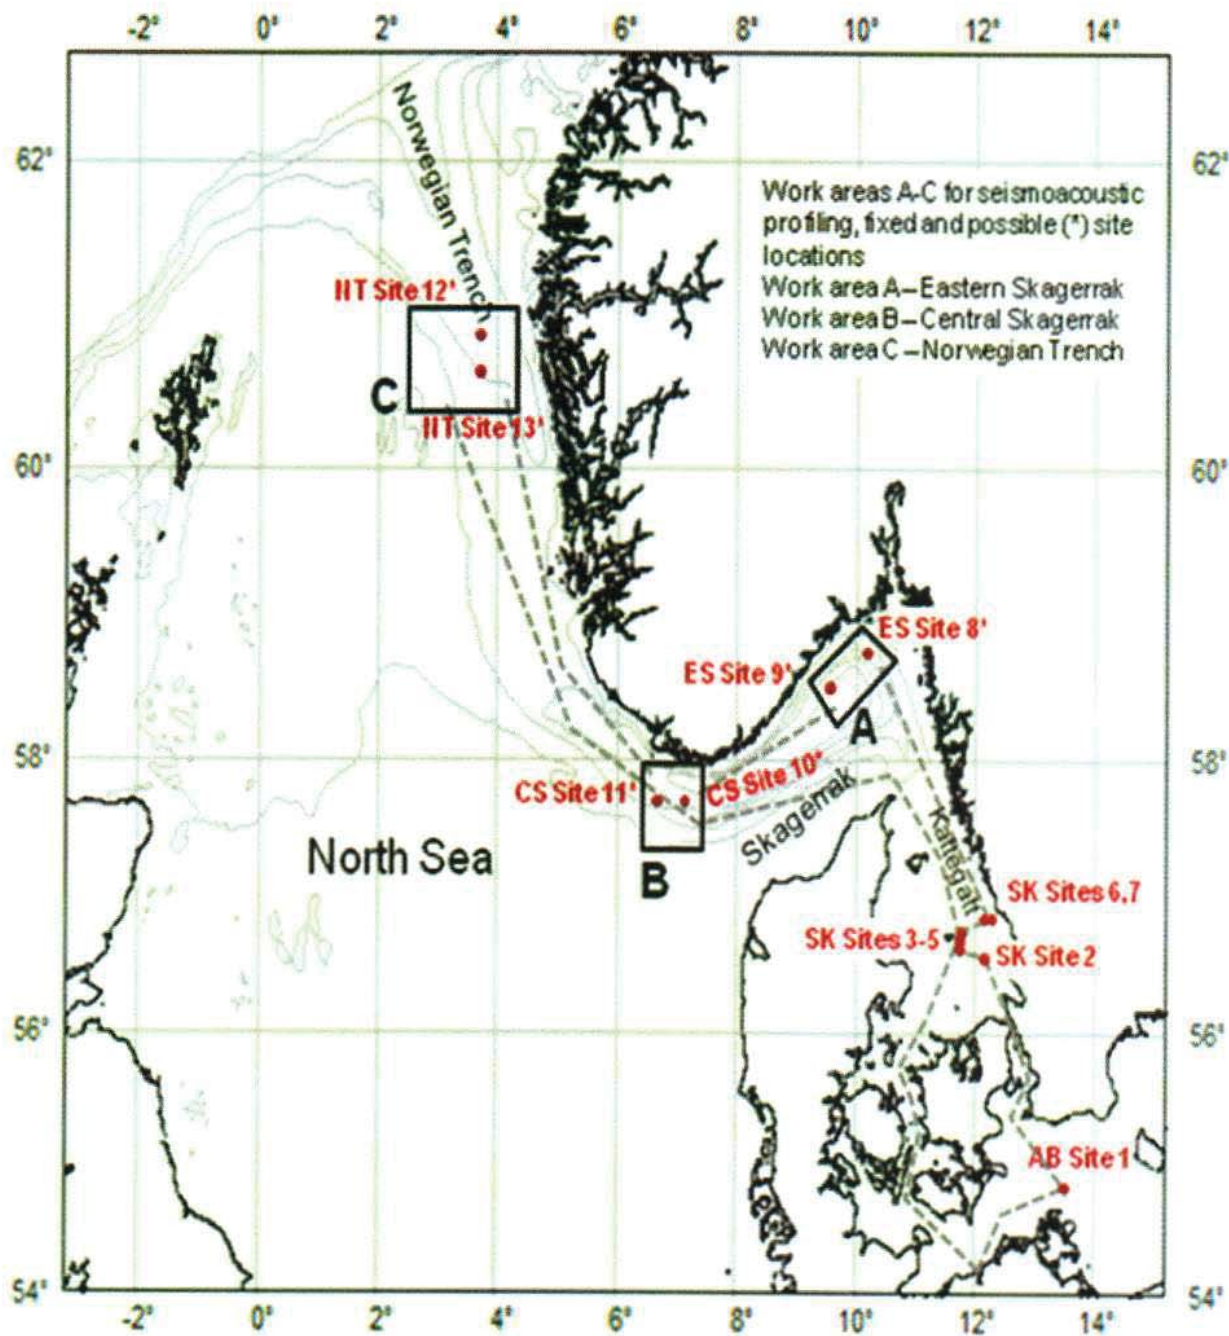 -2° 0° 2° 4° 6° 8° 10° 12° 14°
Norwegian Trench
62° 62°
Work areas A-C for seismoacoustic
profiling, fixed and possible (*) site
locations
Work area A – Eastern Skagerrak
Work area B – Central Skagerrak
Work area C – Norwegian Trench
NT Site 12*
C
NT Site 13*
60° 60°
ES Site 8*
ES Site 9*
A
58° 58°
CS Site 11*
CS Site 10*
Skagerrak
Kattegatt
North Sea
B
SK Sites 6,7
SK Sites 3-5
SK Site 2
56° 56°
AB Site 1
54° 54°
-2° 0° 2° 4° 6° 8° 10° 12° 14°